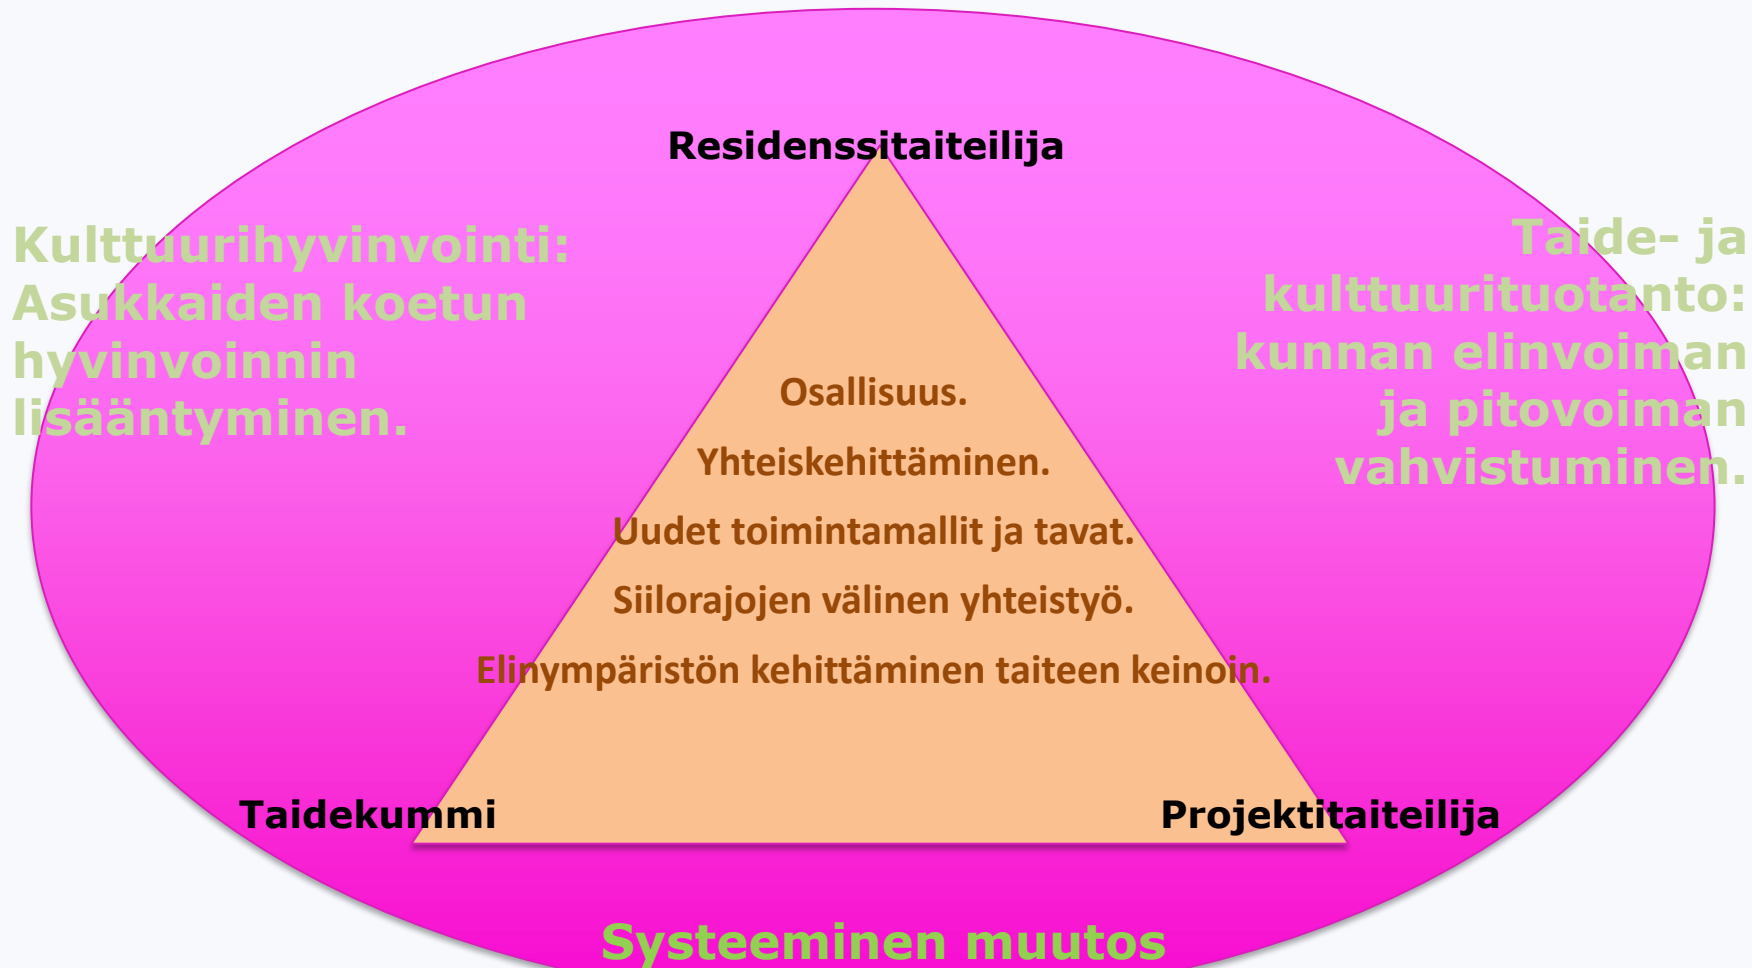 Residenssitaiteilija
Kulttuurihyvinvointi:
Asukkaiden koetun
hyvinvoinnin
lisääntyminen.
Taide- ja
kulttuurituotanto:
kunnan elinvoiman
ja pitovoiman
vahvistuminen.
Osallisuus.
Yhteiskehittäminen.
Uudet toimintamallit ja tavat.
Siilorajojen välinen yhteistyö.
Elinympäristön kehittäminen taiteen keinoin.
Taidekummi
Projektitaiteilija
Systeeminen muutos